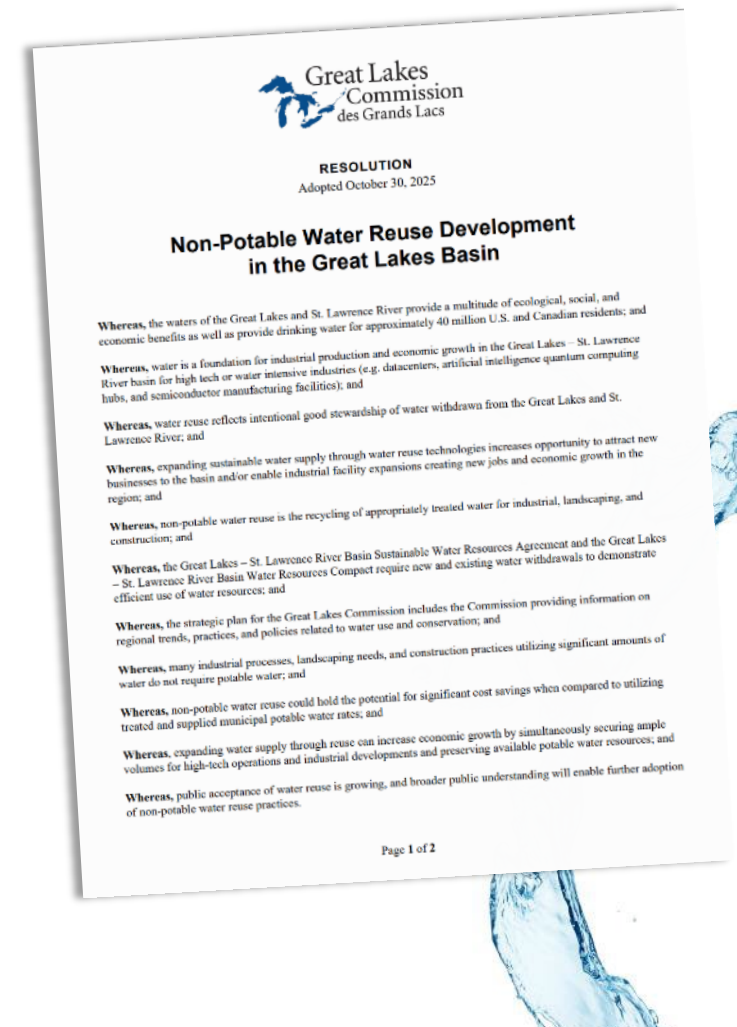 Great Lakes
Commission
des Grands Lacs
RESOLUTION
Adopted October 30, 2025
Non-Potable Water Reuse Development
in the Great Lakes Basin
Whereas, the waters of the Great Lakes and St. Lawrence River provide a multitude of ecological, social, and
economic benefits as well as provide drinking water for approximately 40 million U.S. and Canadian residents; and
Whereas, water is a foundation for industrial production and economic growth in the Great Lakes – St. Lawrence
River basin for high tech or water intensive industries (e.g. datacenters, artificial intelligence quantum computing
hubs, and semiconductor manufacturing facilities); and
Whereas, water reuse reflects intentional good stewardship of water withdrawn from the Great Lakes and St.
Lawrence River; and
Whereas, expanding sustainable water supply through water reuse technologies increases opportunity to attract new
businesses to the basin and/or enable industrial facility expansions creating new jobs and economic growth in the
region; and
Whereas, non-potable water reuse is the recycling of appropriately treated water for industrial, landscaping, and
construction; and
Whereas, the Great Lakes – St. Lawrence River Basin Sustainable Water Resources Agreement and the Great Lakes
– St. Lawrence River Basin Water Resources Compact require new and existing water withdrawals to demonstrate
efficient use of water resources; and
Whereas, the strategic plan for the Great Lakes Commission includes the Commission providing information on
regional trends, practices, and policies related to water use and conservation; and
Whereas, many industrial processes, landscaping needs, and construction practices utilizing significant amounts of
water do not require potable water; and
Whereas, non-potable water reuse could hold the potential for significant cost savings when compared to utilizing
treated and supplied municipal potable water rates; and
Whereas, expanding water supply through reuse can increase economic growth by simultaneously securing ample
volumes for high-tech operations and industrial developments and preserving available potable water resources; and
Whereas, public acceptance of water reuse is growing, and broader public understanding will enable further adoption
of non-potable water reuse practices.
Page 1 of 2